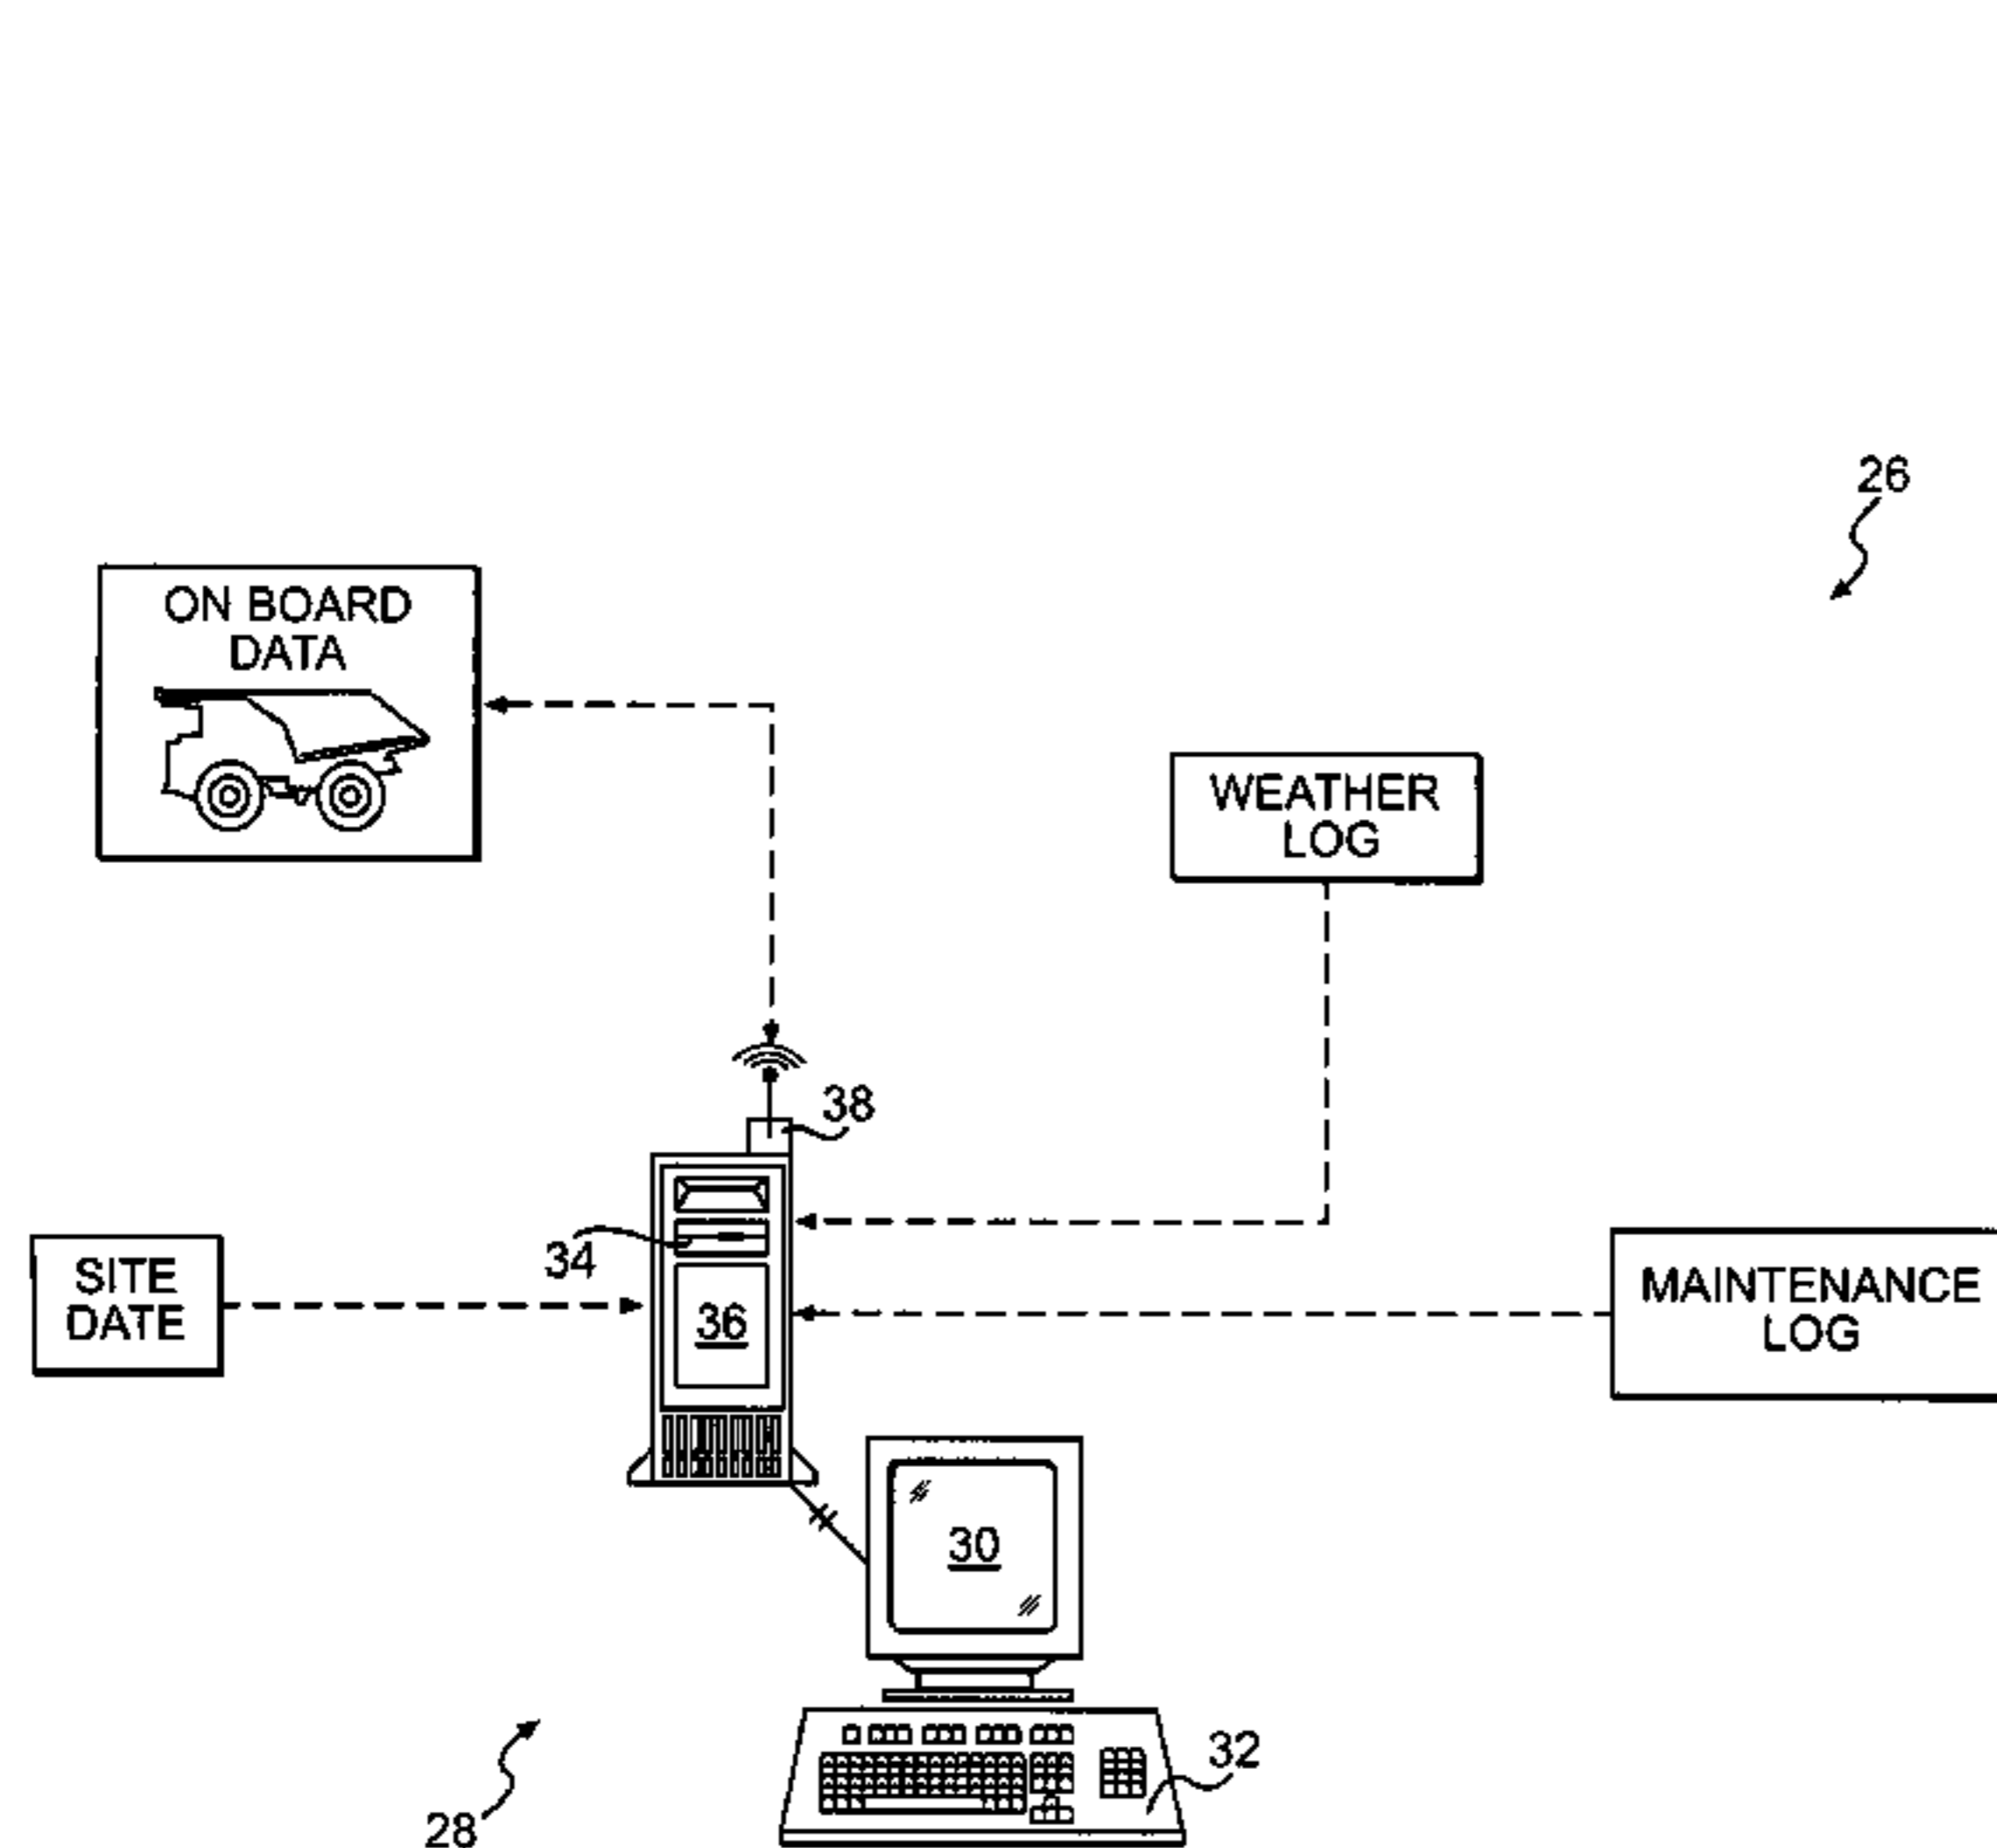 26
ON BOARD
DATA
WEATHER
LOG
38
34
SITE
DATE
36
MAINTENANCE
LOG
30
32
28